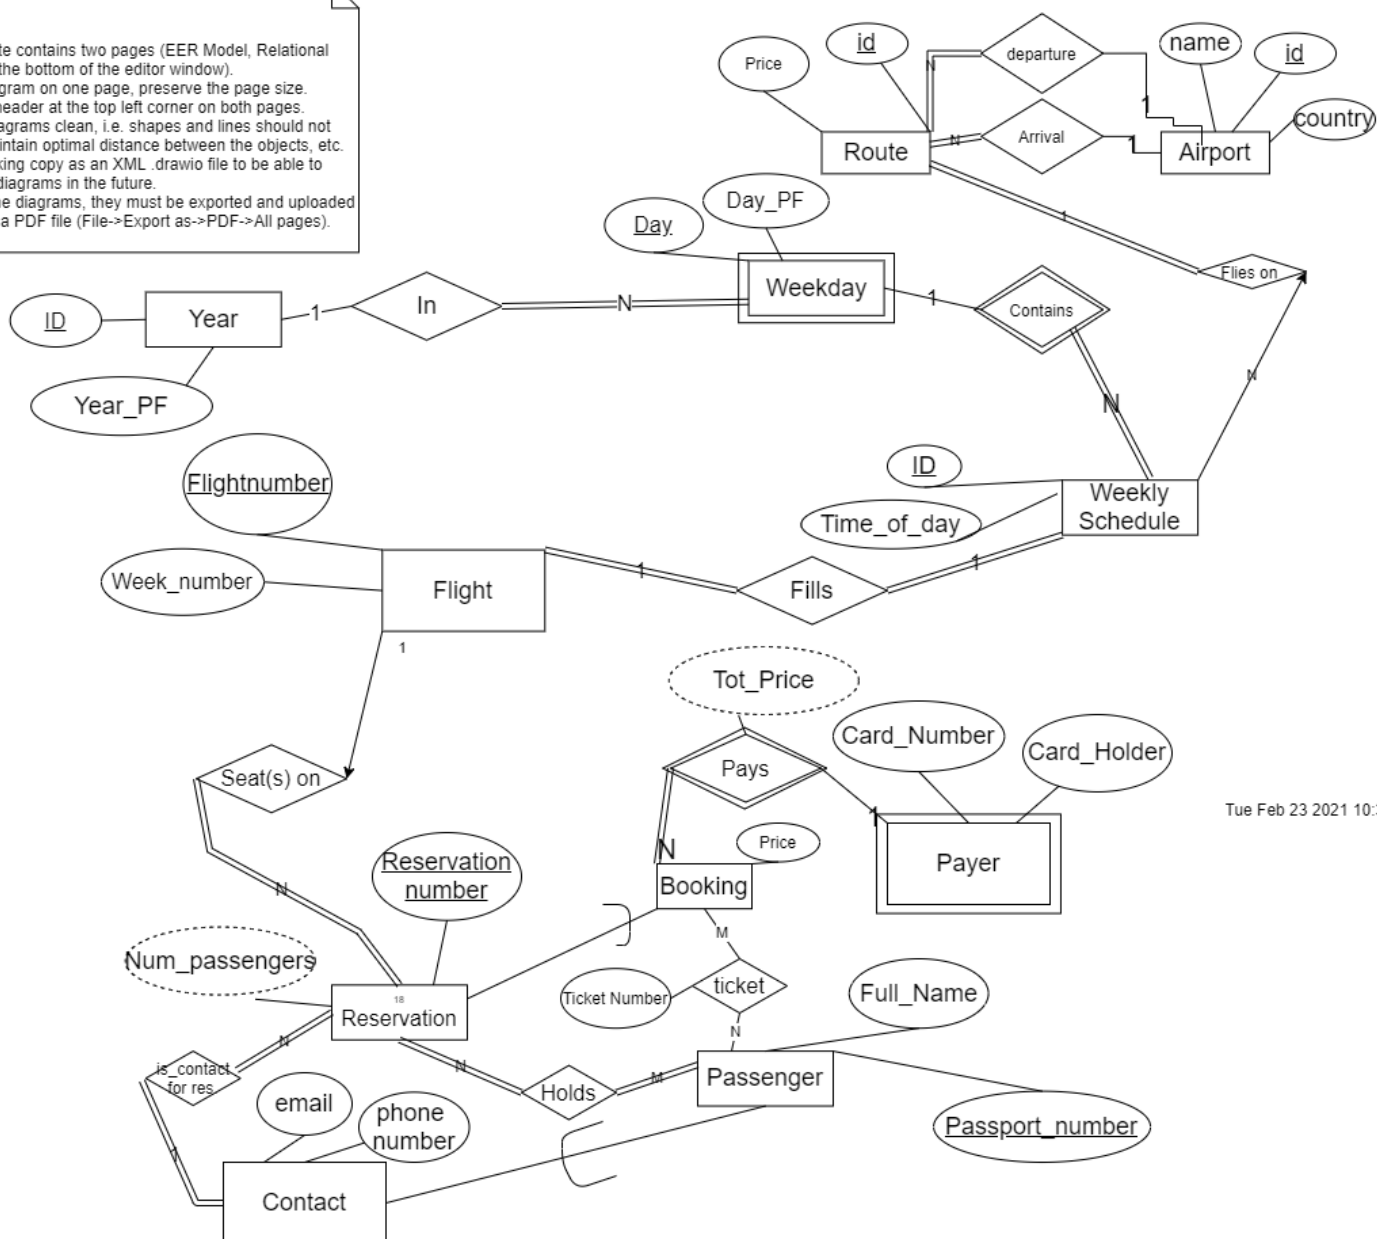 te contains two pages (EER Model, Relational
the bottom of the editor window).
gram on one page, preserve the page size.
header at the top left corner on both pages.
agrams clean, i.e. shapes and lines should not
intain optimal distance between the objects, etc.
king copy as an XML .drawio file to be able to
diagrams in the future.
ne diagrams, they must be exported and uploaded
a PDF file (File->Export as->PDF->All pages).
Price
id
departure
name
id
country
N
1
Route
N
Arrival
1
Airport
Day
Day_PF
1
Flies on
Weekday
1
Contains
ID
Year
1
In
N
Year_PF
N
N
Flightnumber
ID
Weekly
Schedule
Time_of_day
Week_number
Flight
1
Fills
1
1
Tot_Price
Card_Number
Card_Holder
Seat(s) on
Pays
1
Tue Feb 23 2021 10:
N
Price
Payer
Reservation
number
N
Booking
M
Num_passengers
ticket
Ticket Number
Full_Name
18
Reservation
N
N
is_contact
for res
N
Holds
M
Passenger
email
phone
number
Passport_number
1
Contact